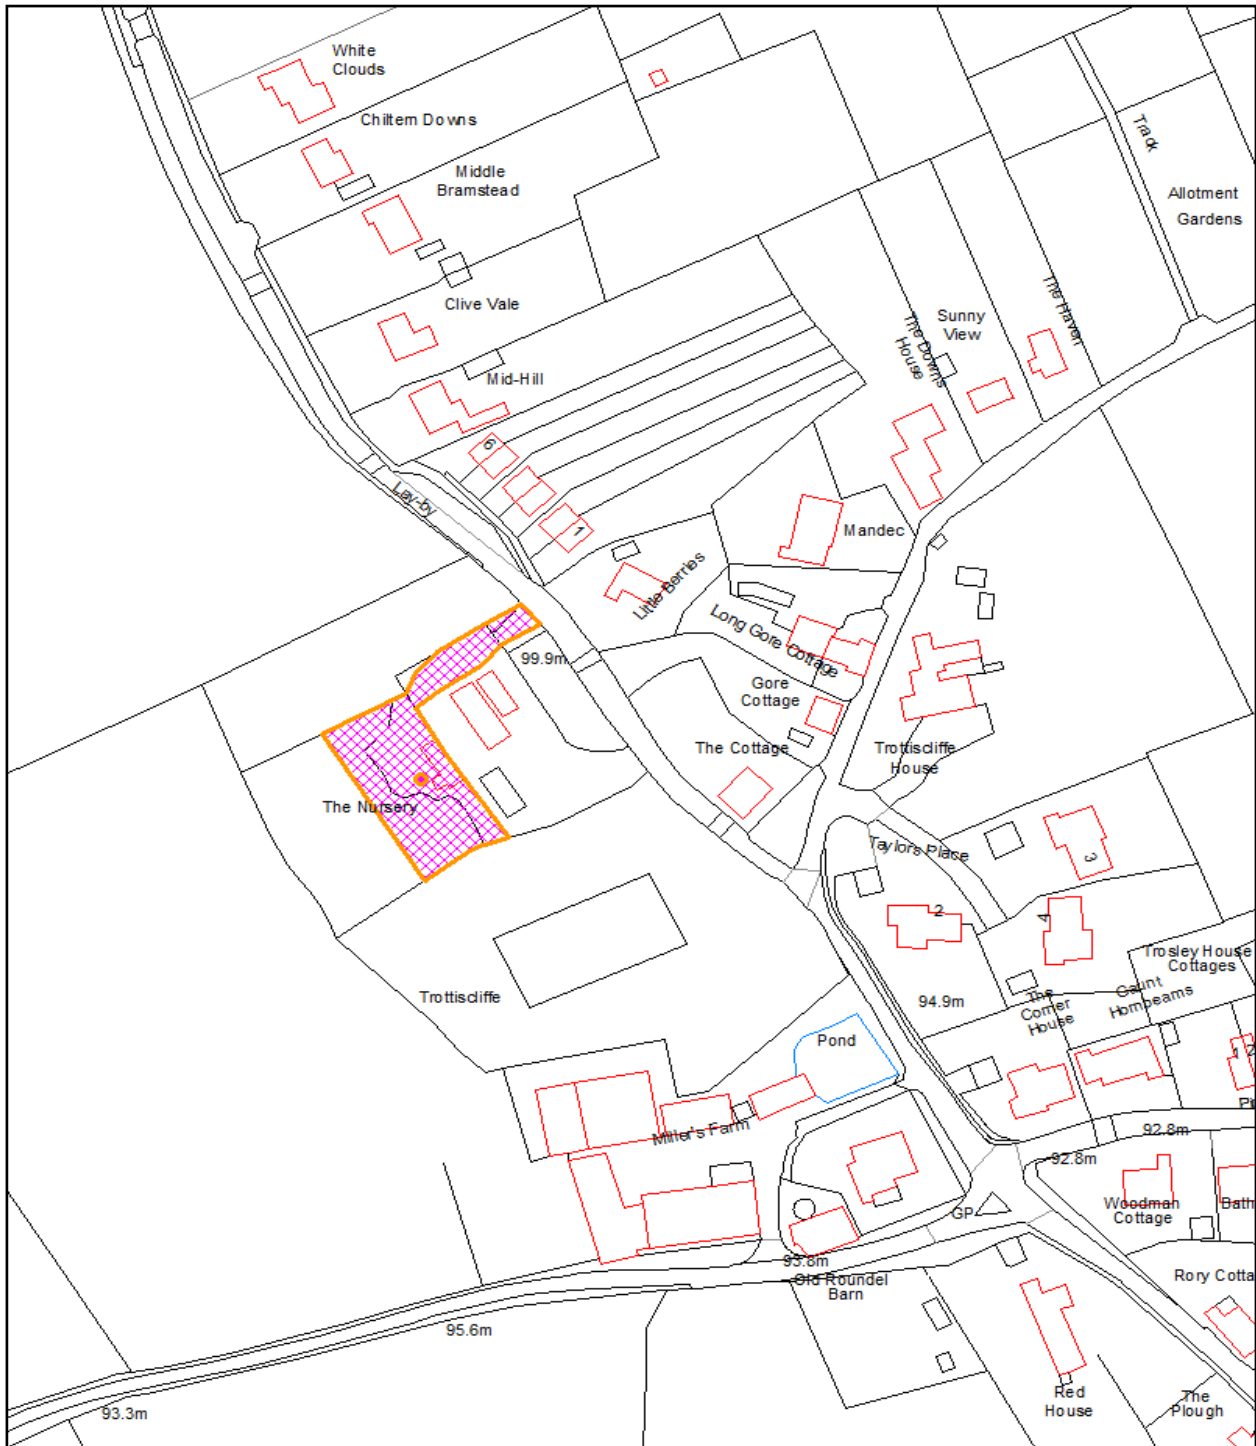 White
Clouds
Chiltern Downs
Middle
Bramstead
Track
Allotment
Gardens
Clive Vale
The Haven
Sunny
View
The Downs
House
Mid-Hill
6
Lay-by
1
Mandec
Little Berries
Long Gore Cottage
99.9m
Gore
Cottage
The Cottage
Trottiscliffe
House
The Nursery
Taylors Place
3
2
4
Trosley House
Cottages
Trottiscliffe
94.9m
The
Corner
House
Gaunt
Hornbeams
Pond
1
2
Miller's Farm
92.8m
92.8m
GP
Woodman
Cottage
Bath
93.8m
Old Roundel
Barn
Rory Cotta
95.6m
Red
House
The
Plough
93.3m